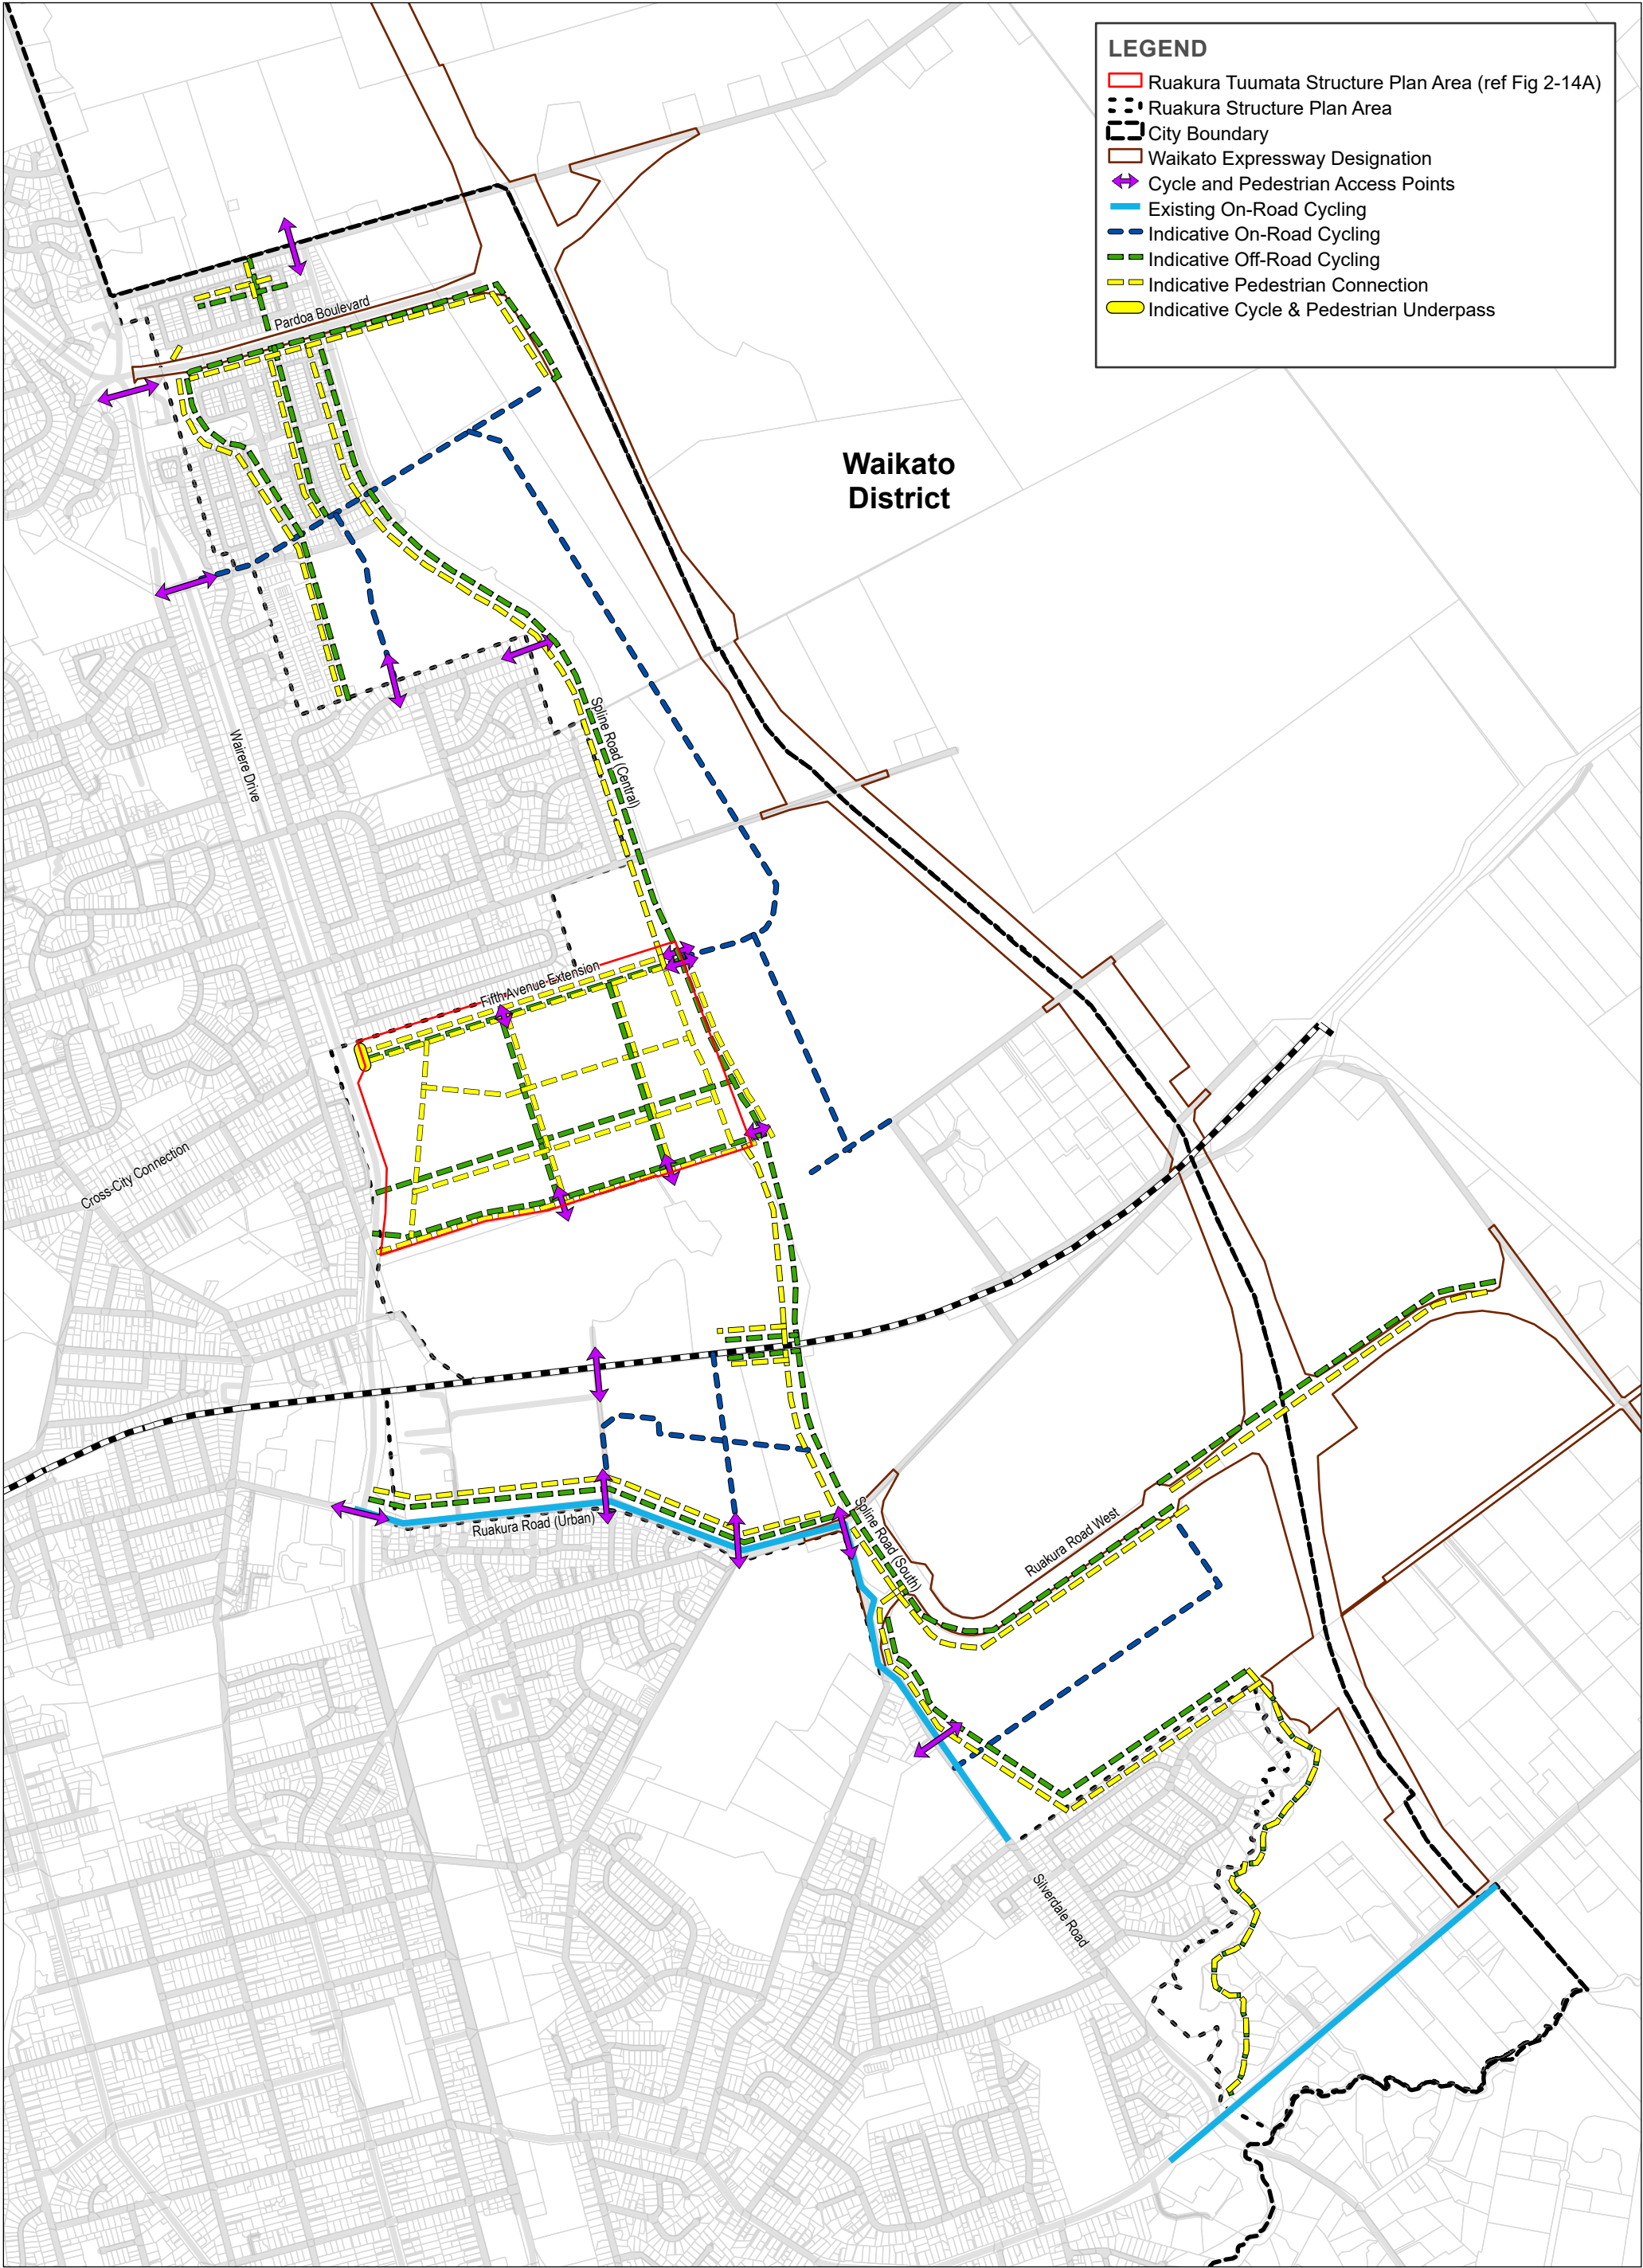 LEGEND
Ruakura Tuumata Structure Plan Area (ref Fig 2-14A)
Ruakura Structure Plan Area
City Boundary
Waikato Expressway Designation
Cycle and Pedestrian Access Points
Existing On-Road Cycling
Indicative On-Road Cycling
Indicative Off-Road Cycling
Indicative Pedestrian Connection
Indicative Cycle & Pedestrian Underpass
Pardoa Boulevard
Waikato
District
Spline Road (Central)
Wairere Drive
Fifth Avenue Extension
Cross-City Connection
Ruakura Road (Urban)
Spline Road (South)
Ruakura Road West
Silverdale Road